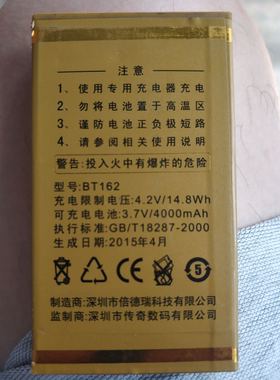 注意
1、使用专用充电器充电
2、勿将电池置于高温区
3、谨防电池正负极短路
4、请参阅相关使用说明
警告:投入火中有爆炸的危险
型号:BT162
充电限制电压:4.2V/14.8Wh
可充电电池:3.7V/4000mAh
执行标准:GB/T18287-2000
生成日期:2015年4月
5
制造商:深圳市倍德瑞科技有限公司
监制商:深圳市传奇数码有限公司